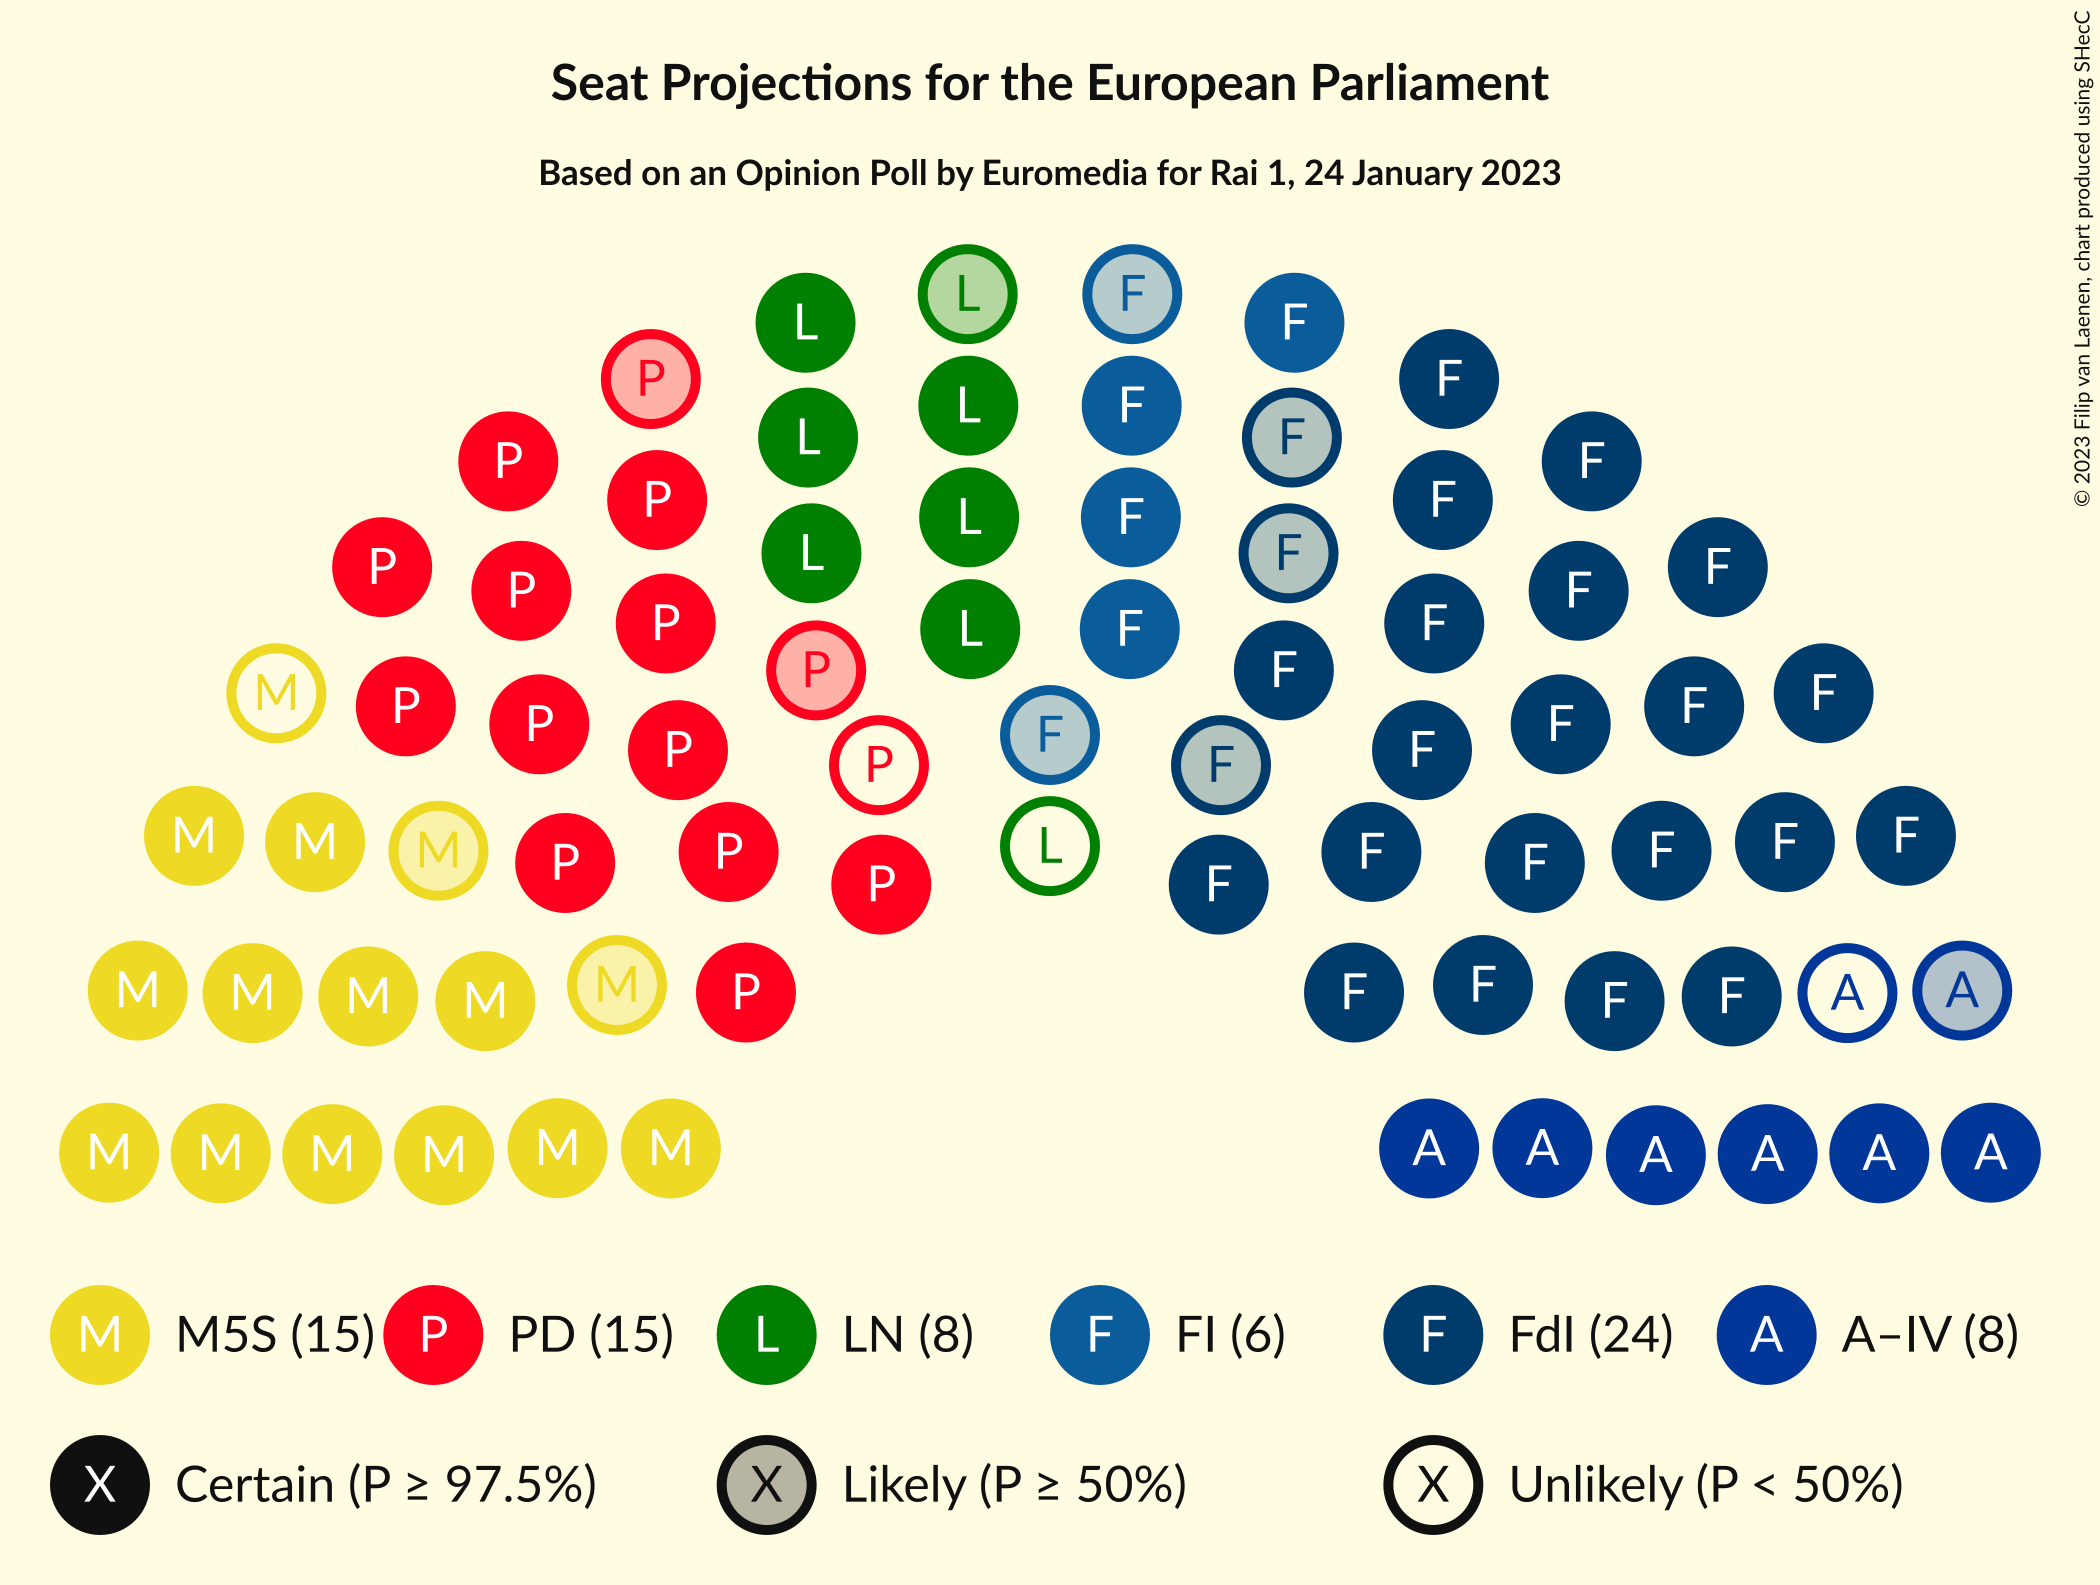 Seat Projections for the European Parliament
Based on an Opinion Poll by Euromedia for Rai 1, 24 January 2023
© 2023 Filip van Laenen, chart produced using SHecC
L F
L F
P F
L L F F
P F
P L L F F F
P F
P P F F
L L F F
P F
P P L F F F
M F
P F
P P F F F
P P F F
M M F F
M M P P F F F F
L
P F
M A
M M M M P F F F F A
M M M M M M A A A A A A
M M5S (15) P PD (15) L LN (8) F FI (6) F FdI (24) A A–IV (8)
X Certain (P ≥ 97.5%) X Likely (P ≥ 50%) X Unlikely (P < 50%)